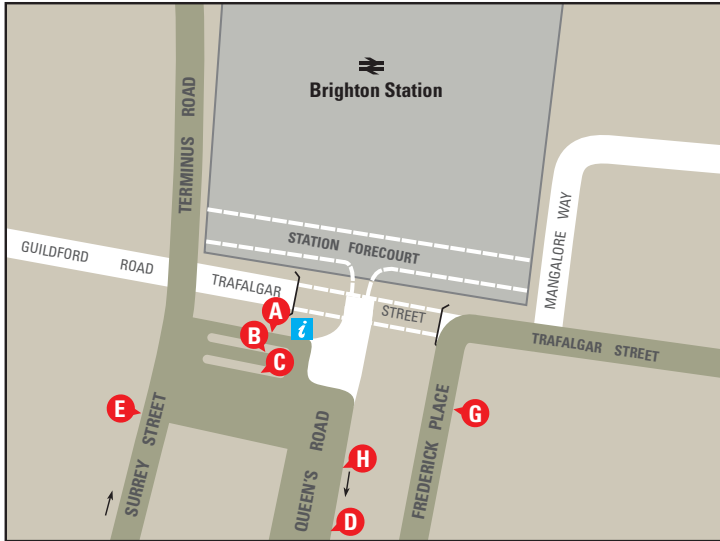 Brighton Station
TERMINUS ROAD
STATION FORECOURT
MANGALORE WAY
GUILDFORD ROAD
TRAFALGAR STREET
A
i
B
TRAFALGAR STREET
C
E
G
SURREY STREET
QUEEN'S ROAD
FREDERICK PLACE
H
D